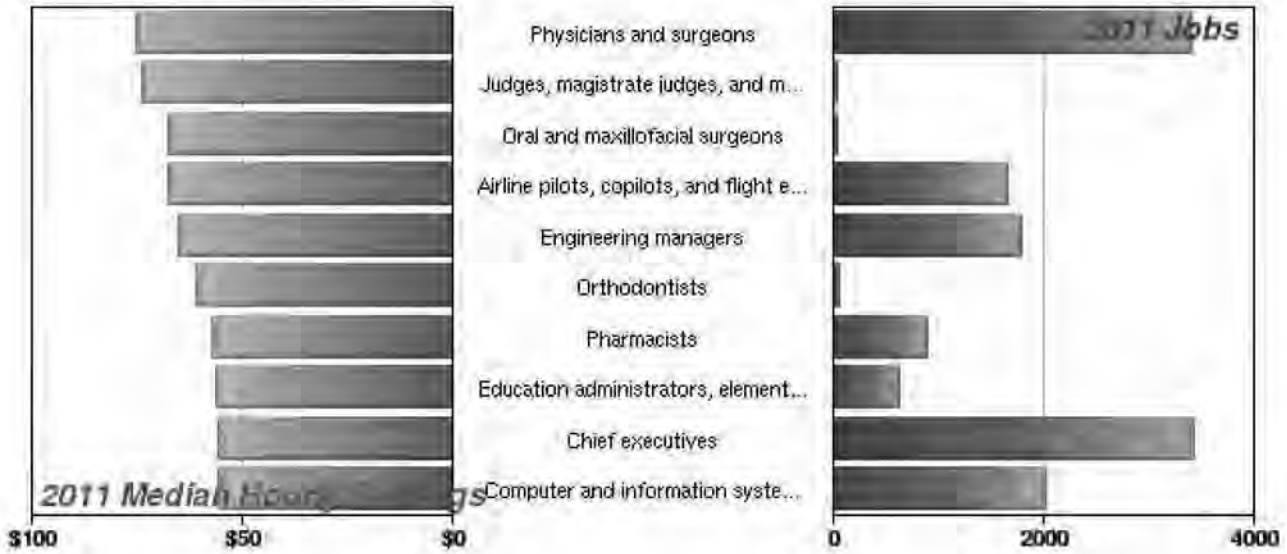 2011 Jobs
Physicians and surgeons
Judges, magistrate judges, and m...
Oral and maxillofacial surgeons
Airline pilots, copilots, and flight e...
Engineering managers
Orthodontists
Pharmacists
Education administrators, element...
Chief executives
Computer and information syste...
2011 Median
$100 $50 $0 0 2000 4000